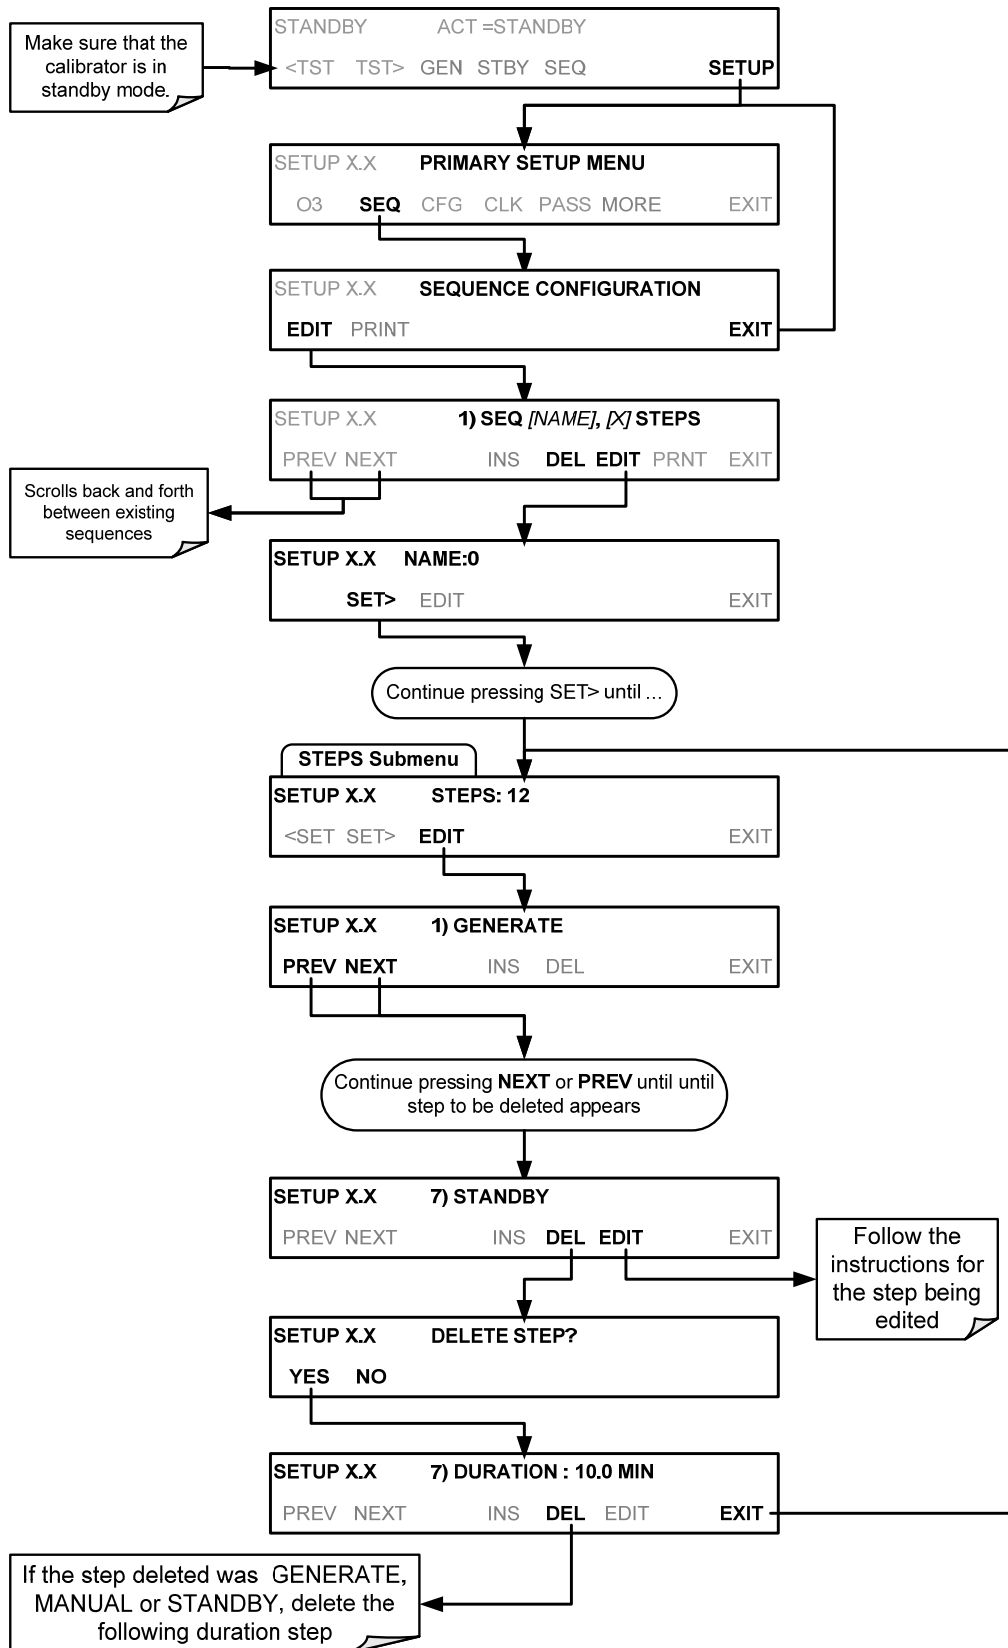 STANDBY ACT =STANDBY
Make sure that the
calibrator is in
standby mode.
<TST TST> GEN STBY SEQ SETUP
SETUP X.X PRIMARY SETUP MENU
O3 SEQ CFG CLK PASS MORE EXIT
SETUP X.X SEQUENCE CONFIGURATION
EDIT PRINT EXIT
SETUP X.X 1) SEQ [NAME], [X] STEPS
PREV NEXT INS DEL EDIT PRNT EXIT
Scrolls back and forth
between existing
sequences
SETUP X.X NAME:0
SET> EDIT EXIT
Continue pressing SET> until ...
STEPS Submenu
SETUP X.X STEPS: 12
<SET SET> EDIT EXIT
SETUP X.X 1) GENERATE
PREV NEXT INS DEL EXIT
Continue pressing NEXT or PREV until until
step to be deleted appears
SETUP X.X 7) STANDBY
PREV NEXT INS DEL EDIT EXIT
Follow the
instructions for
the step being
edited
SETUP X.X DELETE STEP?
YES NO
SETUP X.X 7) DURATION : 10.0 MIN
PREV NEXT INS DEL EDIT EXIT
If the step deleted was GENERATE,
MANUAL or STANDBY, delete the
following duration step